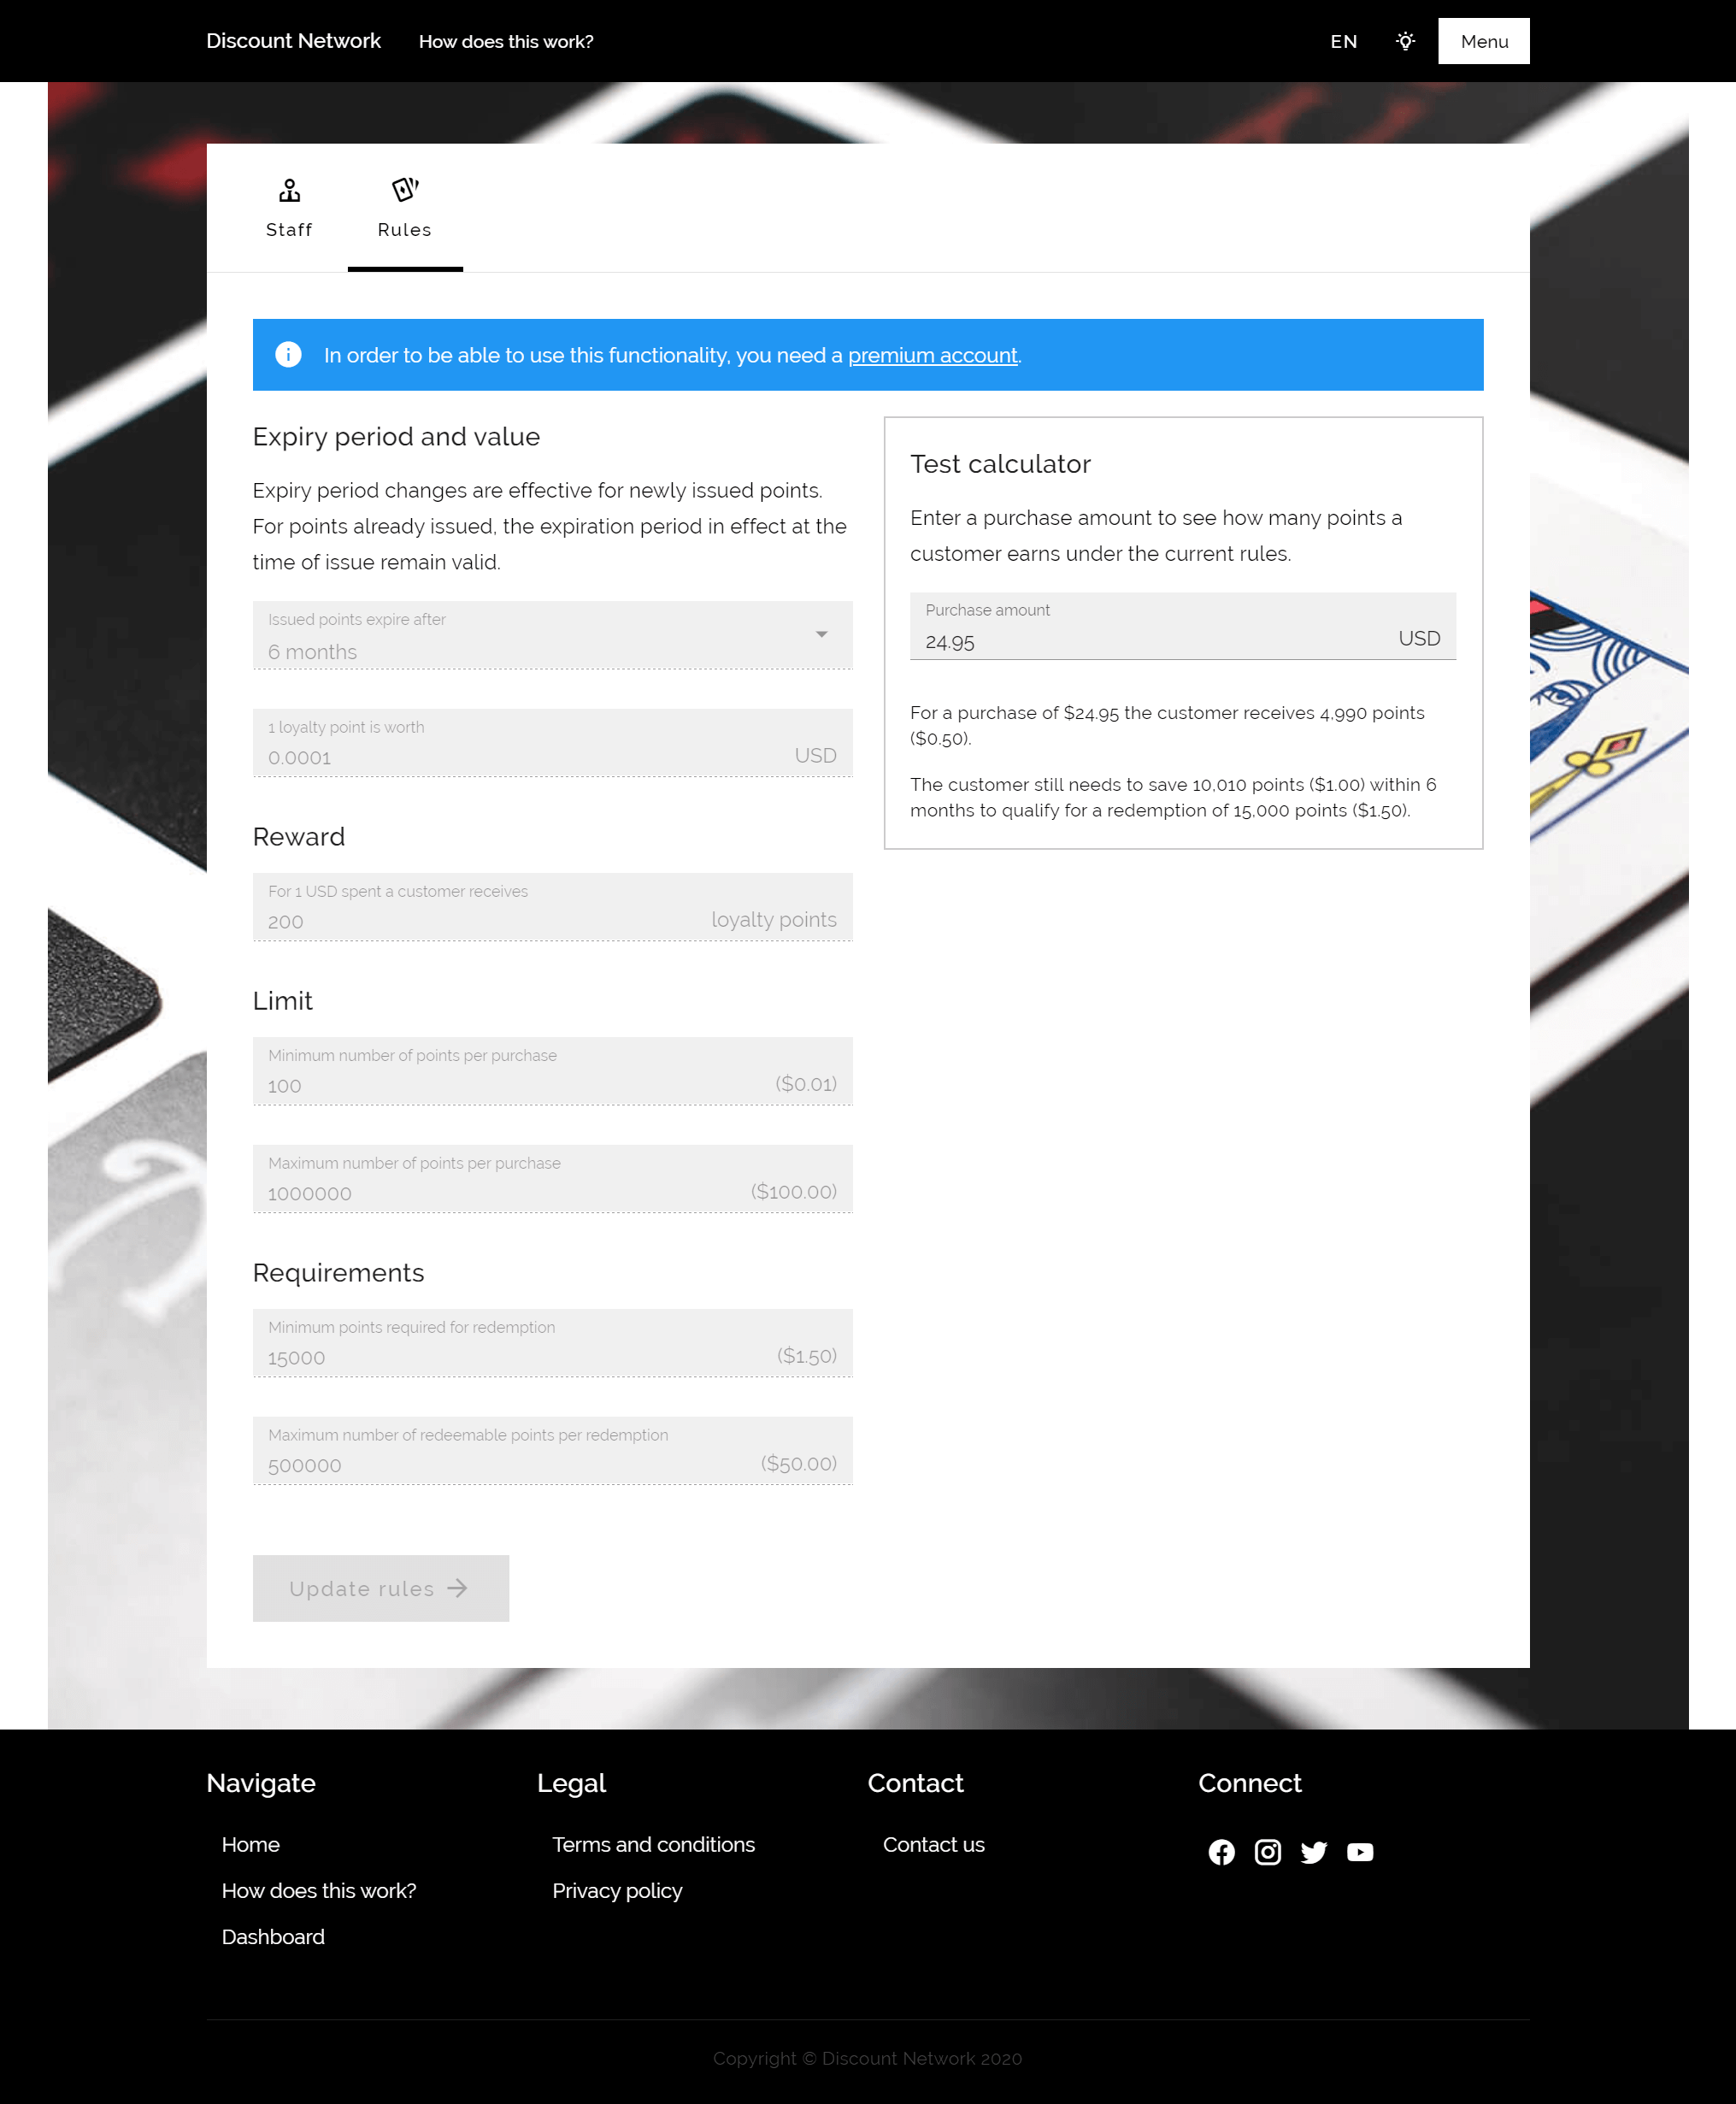 Discount Network
How does this work?
EN
Menu
Staff
Rules
In order to be able to use this functionality, you need a premium account.
Expiry period and value
Expiry period changes are effective for newly issued points.
For points already issued, the expiration period in effect at the
time of issue remain valid.
Issued points expire after
6 months
1 loyalty point is worth
0.0001
USD
Reward
For 1 USD spent a customer receives
200
loyalty points
Limit
Minimum number of points per purchase
100
($0.01)
Maximum number of points per purchase
1000000
($100.00)
Requirements
Minimum points required for redemption
15000
($1.50)
Maximum number of redeemable points per redemption
500000
($50.00)
Update rules
Test calculator
Enter a purchase amount to see how many points a
customer earns under the current rules.
Purchase amount
24.95
USD
For a purchase of $24.95 the customer receives 4,990 points
($0.50).
The customer still needs to save 10,010 points ($1.00) within 6
months to qualify for a redemption of 15,000 points ($1.50).
Navigate
Home
How does this work?
Dashboard
Legal
Terms and conditions
Privacy policy
Contact
Contact us
Connect
Copyright © Discount Network 2020